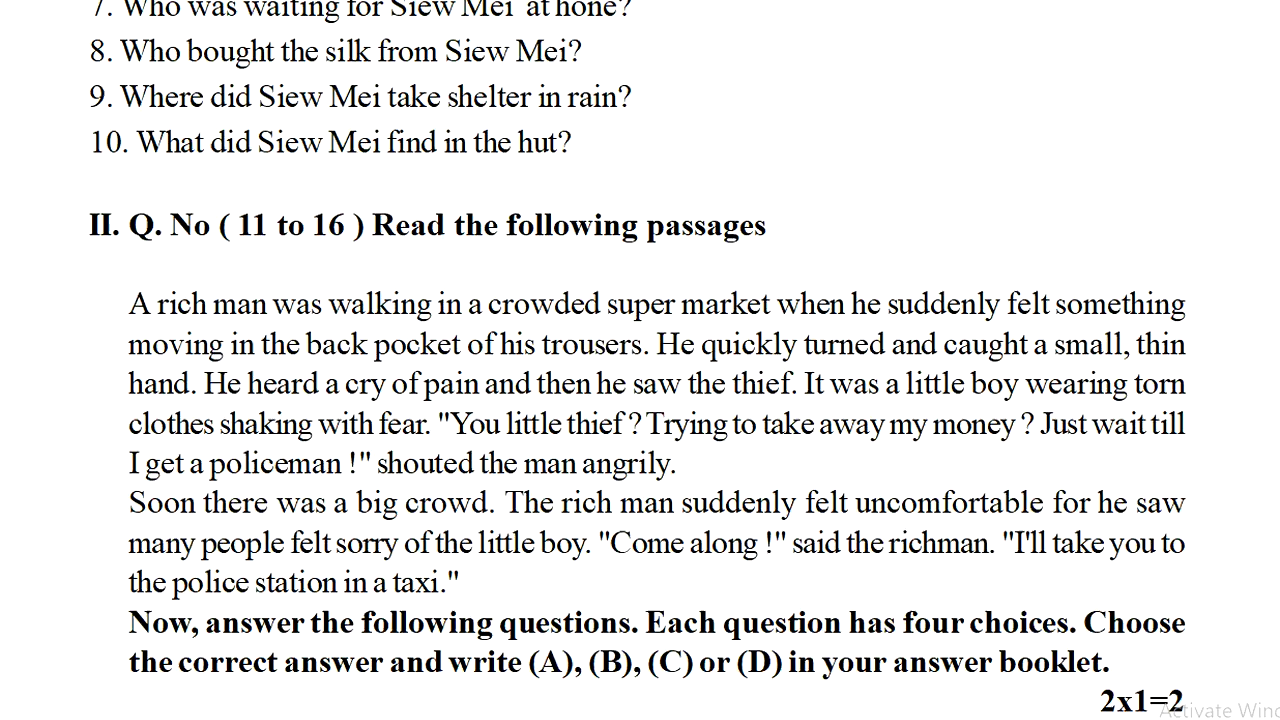 7. Who was waiting for Siew Mei at hone?
8. Who bought the silk from Siew Mei?
9. Where did Siew Mei take shelter in rain?
10. What did Siew Mei find in the hut?
II. Q. No ( 11 to 16 ) Read the following passages
A rich man was walking in a crowded super market when he suddenly felt something
moving in the back pocket of his trousers. He quickly turned and caught a small, thin
hand. He heard a cry of pain and then he saw the thief. It was a little boy wearing torn
clothes shaking with fear. "You little thief ? Trying to take away my money ? Just wait till
I get a policeman !" shouted the man angrily.
Soon there was a big crowd. The rich man suddenly felt uncomfortable for he saw
many people felt sorry of the little boy. "Come along !" said the richman. "I'll take you to
the police station in a taxi."
Now, answer the following questions. Each question has four choices. Choose
the correct answer and write (A), (B), (C) or (D) in your answer booklet.
2x1=2
Activate Wind